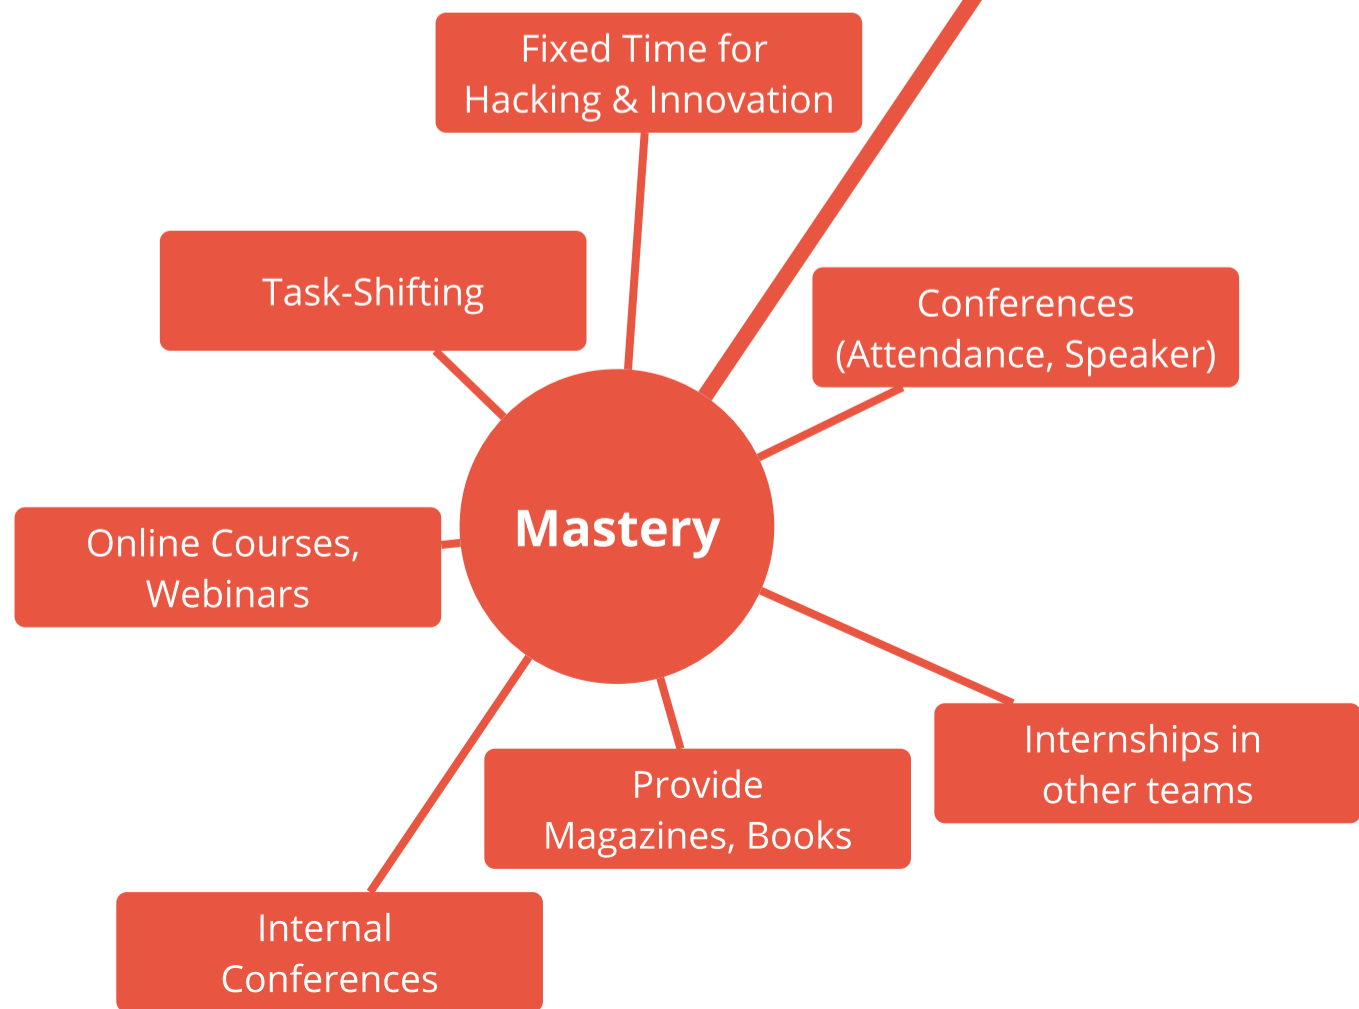 Fixed Time for
Hacking & Innovation
Task-Shifting
Conferences
(Attendance, Speaker)
Mastery
Online Courses,
Webinars
Internships in
other teams
Provide
Magazines, Books
Internal
Conferences